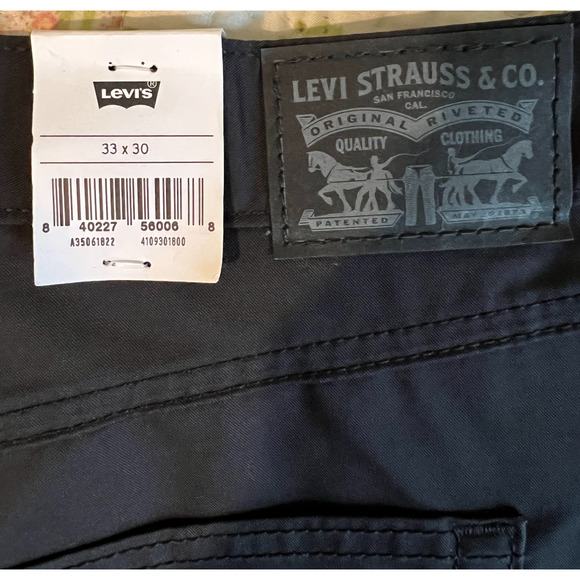 LEVI'S®
33 x 30
8 40227 56006 8
A35061822 4109301800
LEVI STRAUSS & CO.
SAN FRANCISCO
CAL.
ORIGINAL RIVETED
QUALITY CLOTHING
PATENTED MAY 20 1873